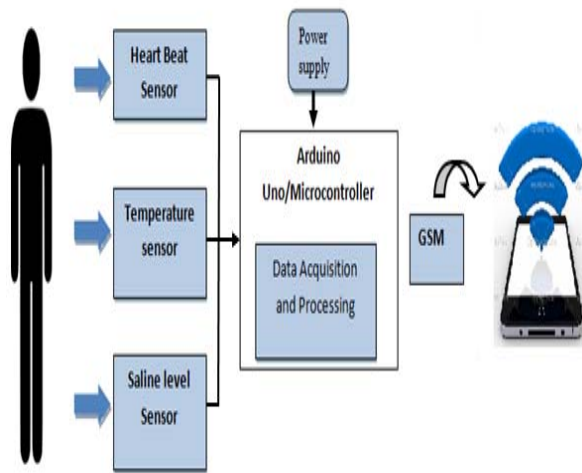 Heart Beat
Sensor
Power
supply
Temperature
sensor
Arduino
Uno/Microcontroller
Data Acquisition
and Processing
GSM
Saline level
Sensor